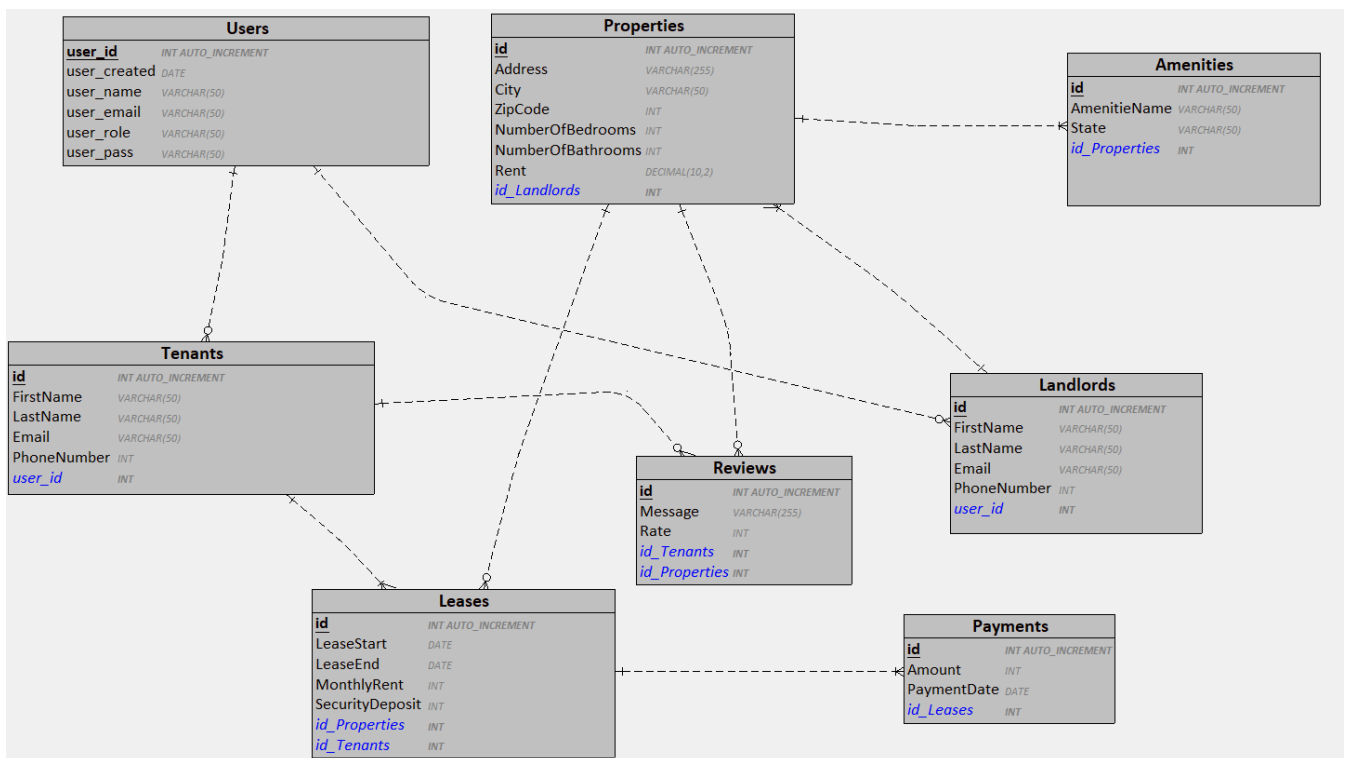 Users
user_id INT AUTO_INCREMENT
user_created DATE
user_name VARCHAR(50)
user_email VARCHAR(50)
user_role VARCHAR(50)
user_pass VARCHAR(50)
Properties
id INT AUTO_INCREMENT
Address VARCHAR(255)
City VARCHAR(50)
ZipCode INT
NumberOfBedrooms INT
NumberOfBathrooms INT
Rent DECIMAL(10,2)
id_Landlords INT
Amenities
id INT AUTO_INCREMENT
AmenitieName VARCHAR(50)
State VARCHAR(50)
id_Properties INT
Tenants
id INT AUTO_INCREMENT
FirstName VARCHAR(50)
LastName VARCHAR(50)
Email VARCHAR(50)
PhoneNumber INT
user_id INT
Landlords
id INT AUTO_INCREMENT
FirstName VARCHAR(50)
LastName VARCHAR(50)
Email VARCHAR(50)
PhoneNumber INT
user_id INT
Reviews
id INT AUTO_INCREMENT
Message VARCHAR(255)
Rate INT
id_Tenants INT
id_Properties INT
Leases
id INT AUTO_INCREMENT
LeaseStart DATE
LeaseEnd DATE
MonthlyRent INT
SecurityDeposit INT
id_Properties INT
id_Tenants INT
Payments
id INT AUTO_INCREMENT
Amount INT
PaymentDate DATE
id_Leases INT